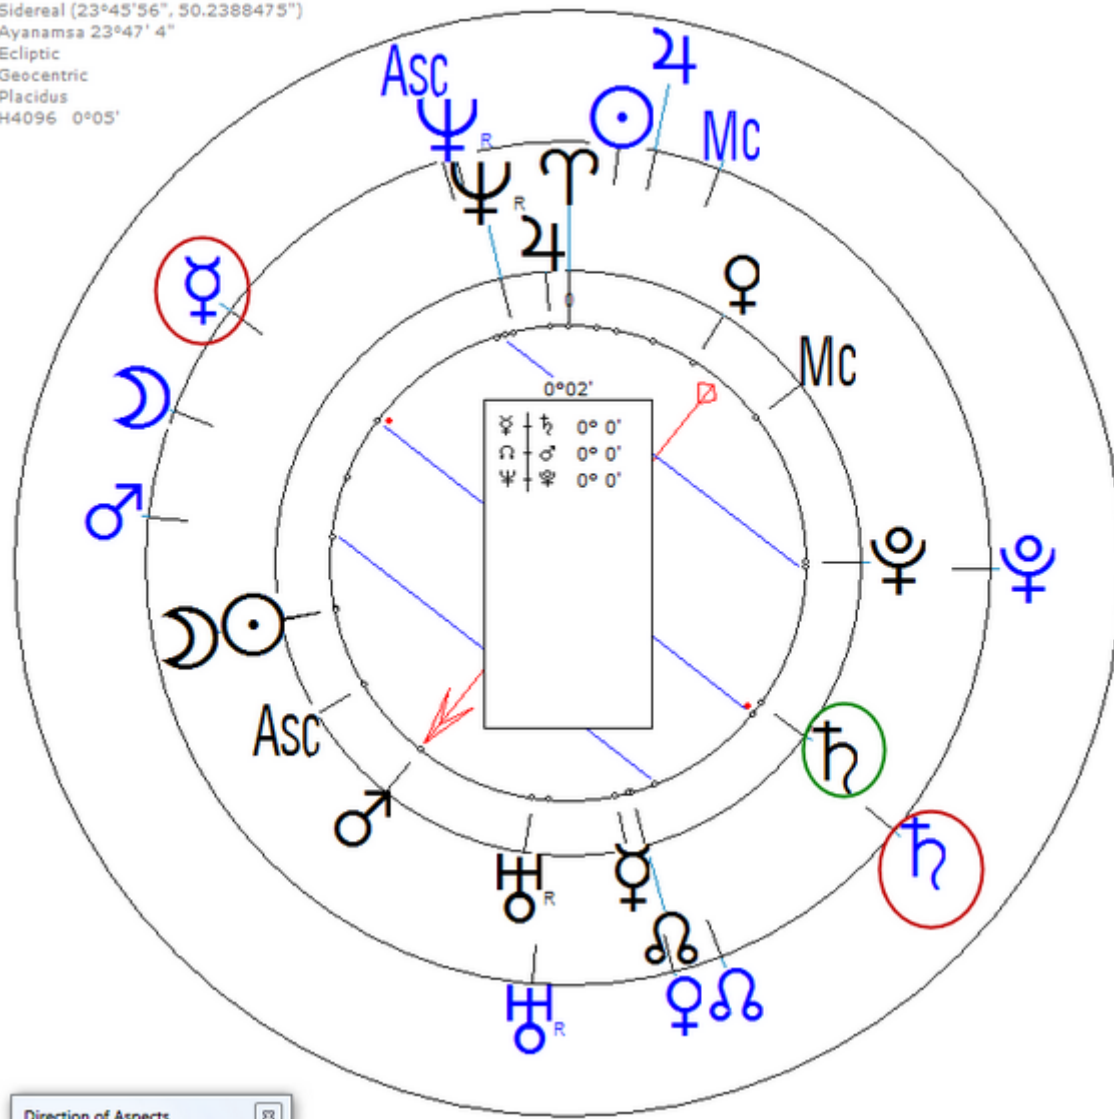 Sidereal (23°45'56", 50.2388475")
Ayanamsa 23°47' 4"
Ecliptic
Geocentric
Placidus
H4096 0°05'
Asc
♃
☉
Mc
♆ R
♆ R
♈
♃
☿
♀
0
Mc
☽
0°02'
☿ ┼ ♄ 0° 0'
☊ ┼ ♂ 0° 0'
♆ ┼ ♇ 0° 0'
♂
♇
♇
☽ ☉
Asc
♄
♂
♄
♅ R
☿
☊
♅ R
♀ ☊
Direction of Aspects